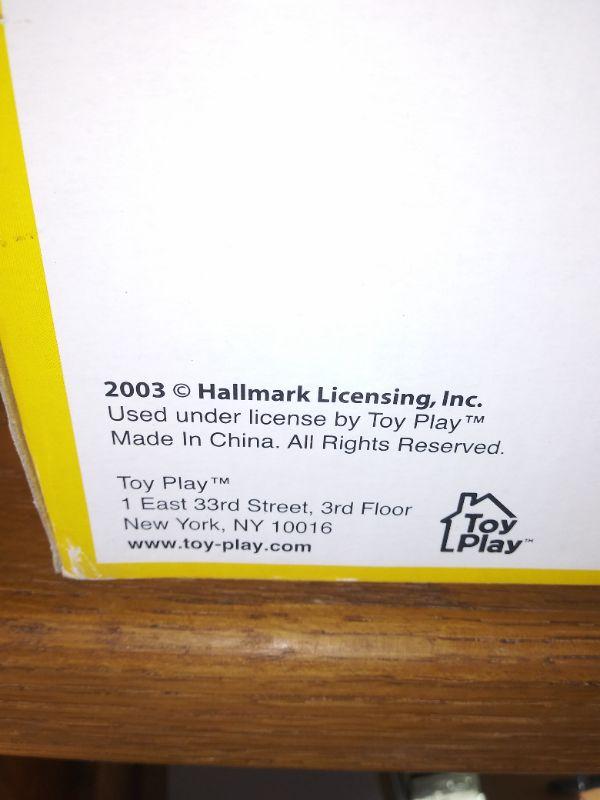 2003 © Hallmark Licensing, Inc.
Used under license by Toy Play™
Made In China. All Rights Reserved.
Toy Play™
1 East 33rd Street, 3rd Floor
New York, NY 10016
www.toy-play.com
Toy
Play™